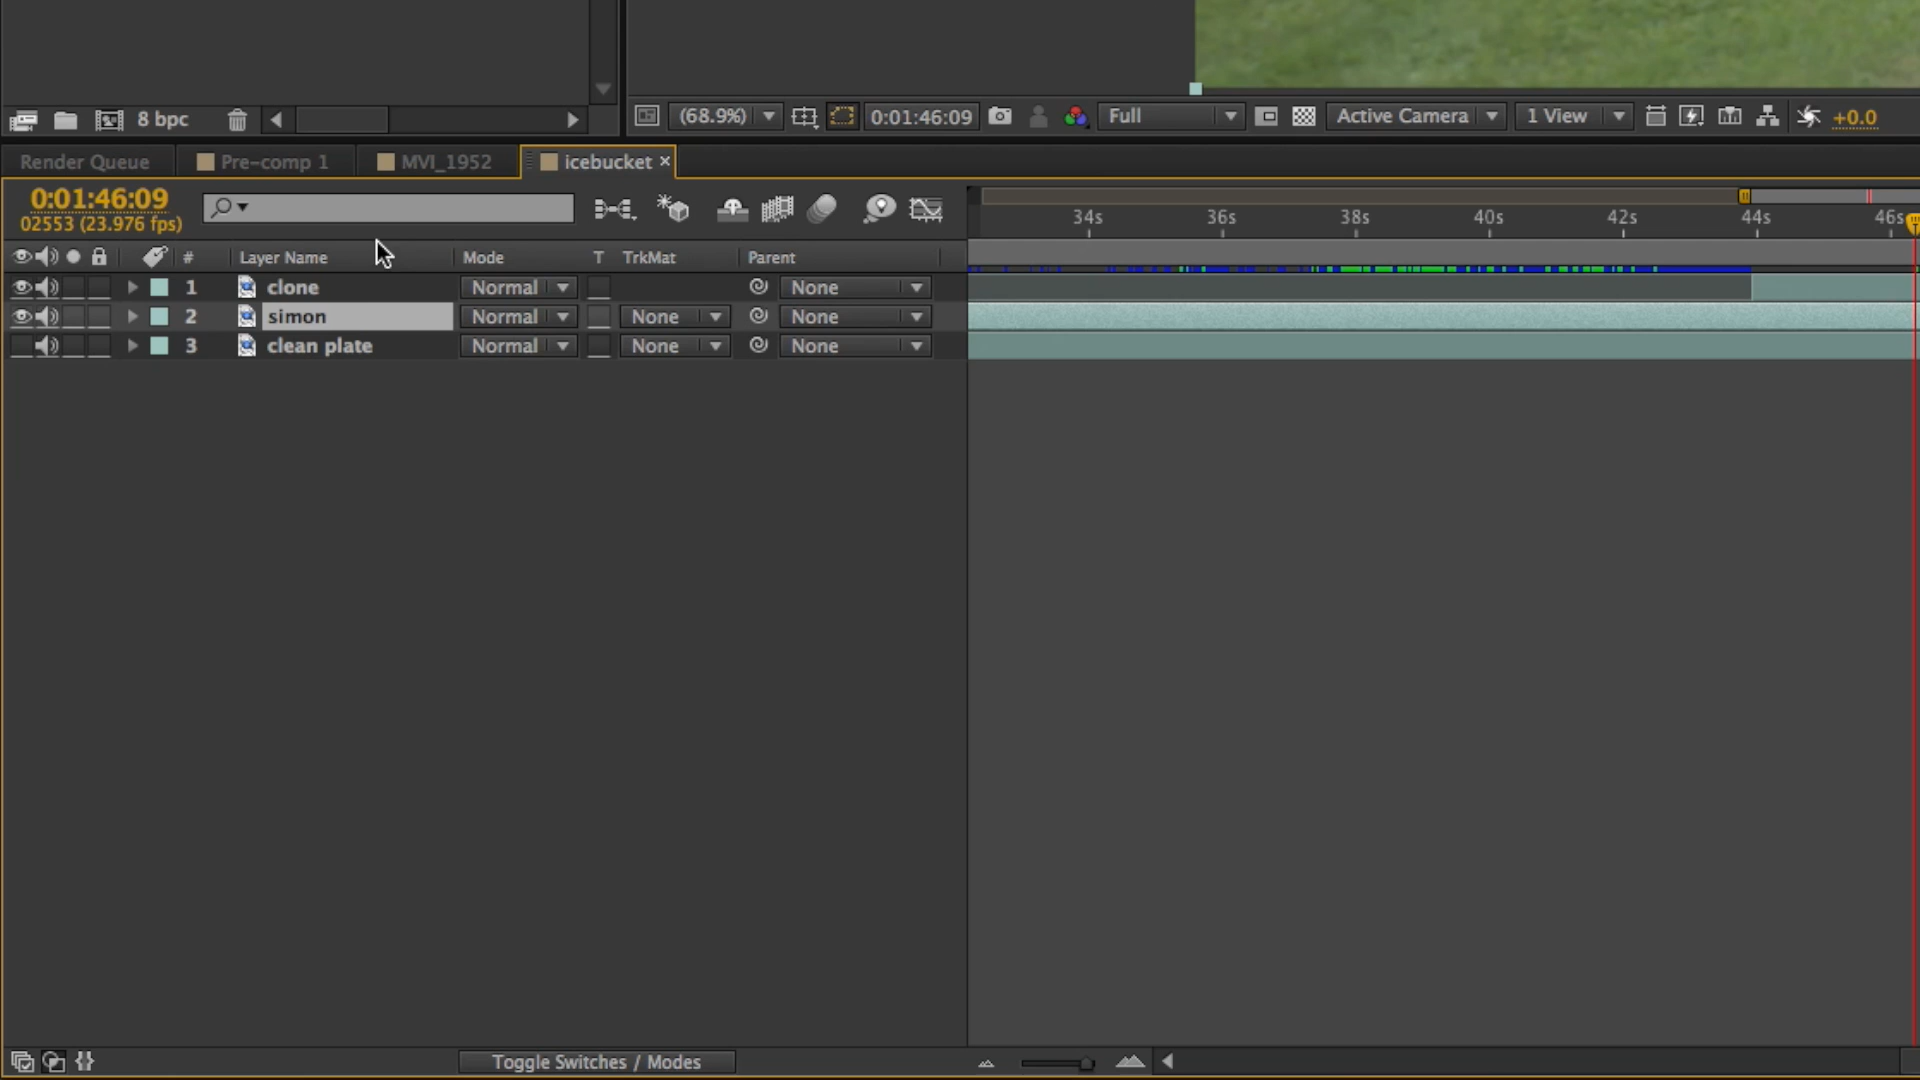 8 bpc
(68.9%) 0:01:46:09 Full Active Camera 1 View +0.0
Render Queue Pre-comp 1 MVI_1952 icebucket ×
0:01:46:09
02553 (23.976 fps)
34s 36s 38s 40s 42s 44s 46s
# Layer Name Mode T TrkMat Parent
1 clone Normal None
2 simon Normal None None
3 clean plate Normal None None
Toggle Switches / Modes